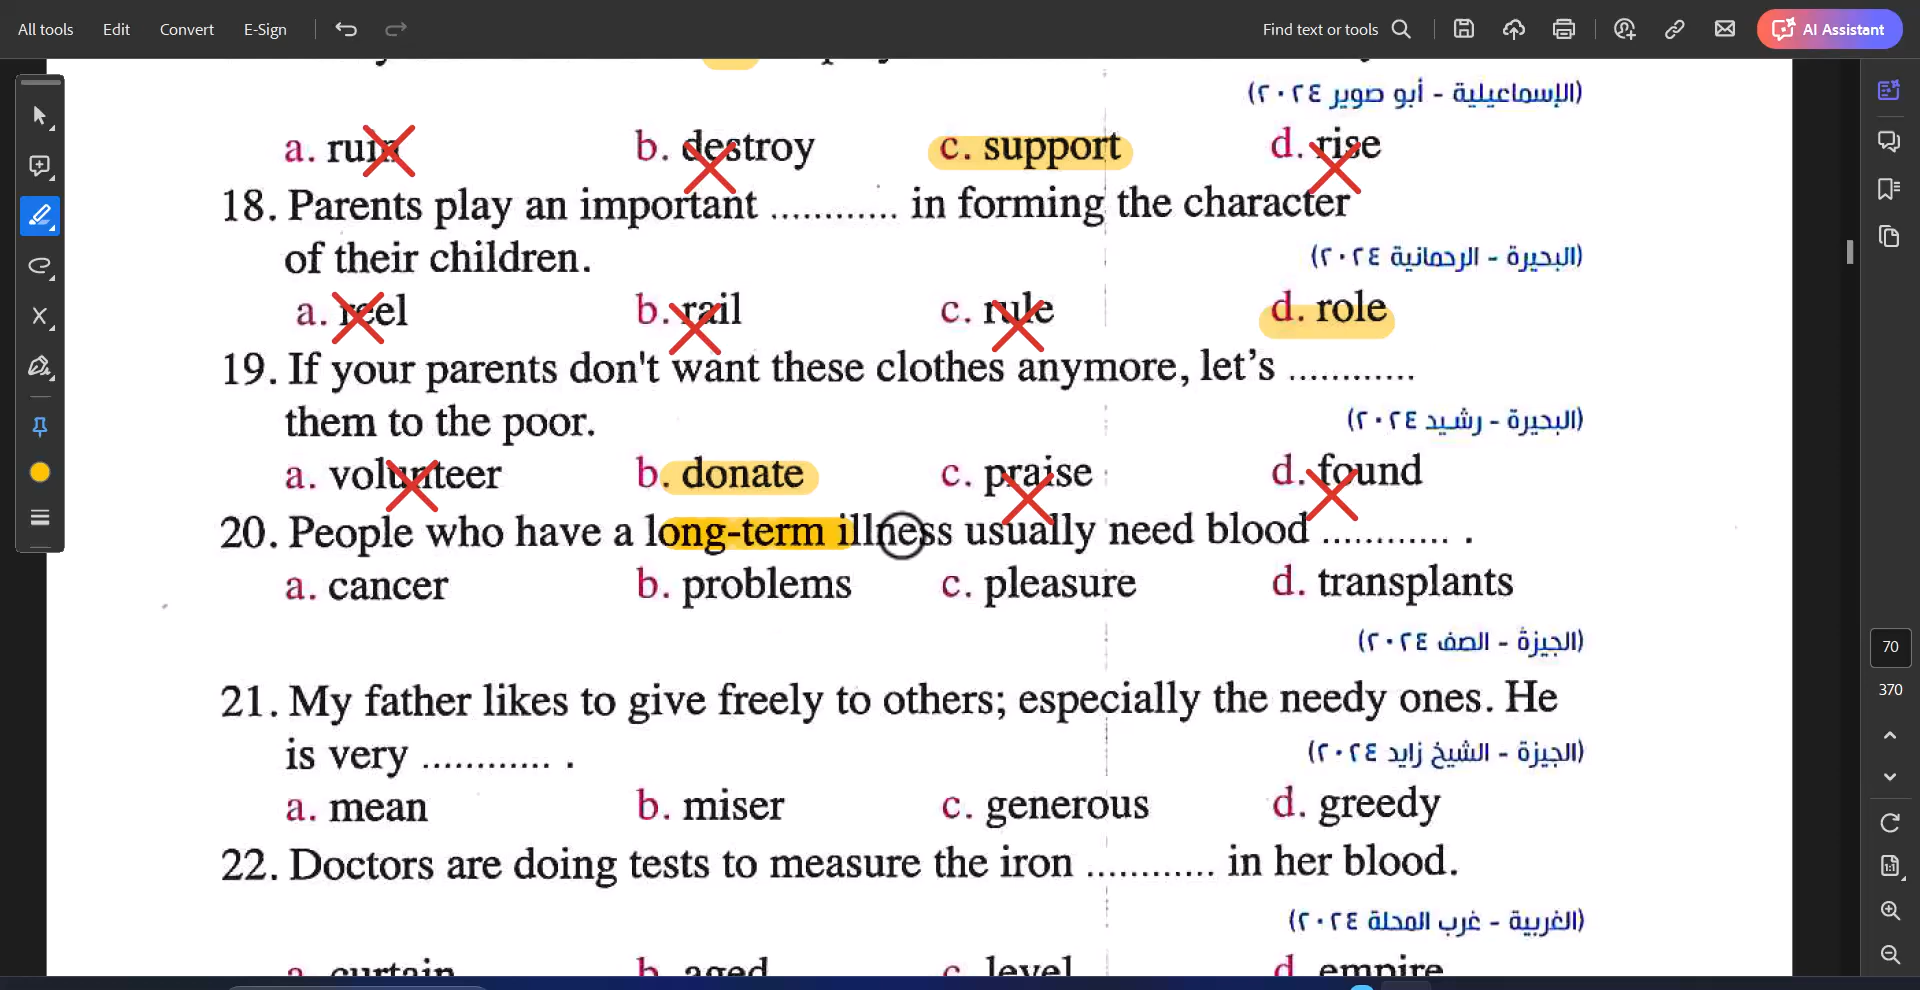 All tools Edit Convert E-Sign Find text or tools AI Assistant
(الإسماعيلية - أبو صوير ٢٠٢٤)
a. ruin b. destroy c. support d. rise
18. Parents play an important ............ in forming the character
of their children. (البحيرة - الرحمانية ٢٠٢٤)
a. reel b. rail c. rule d. role
19. If your parents don't want these clothes anymore, let's ............
them to the poor. (البحيرة - رشيد ٢٠٢٤)
a. volunteer b. donate c. praise d. found
20. People who have a long-term illness usually need blood ............ .
a. cancer b. problems c. pleasure d. transplants
(الجيزة - الصف ٢٠٢٤)
21. My father likes to give freely to others; especially the needy ones. He
is very ............ . (الجيزة - الشيخ زايد ٢٠٢٤)
a. mean b. miser c. generous d. greedy
22. Doctors are doing tests to measure the iron ............ in her blood.
(الغربية - غرب المحلة ٢٠٢٤)
a. curtain b. aged c. level d. empire
70
370